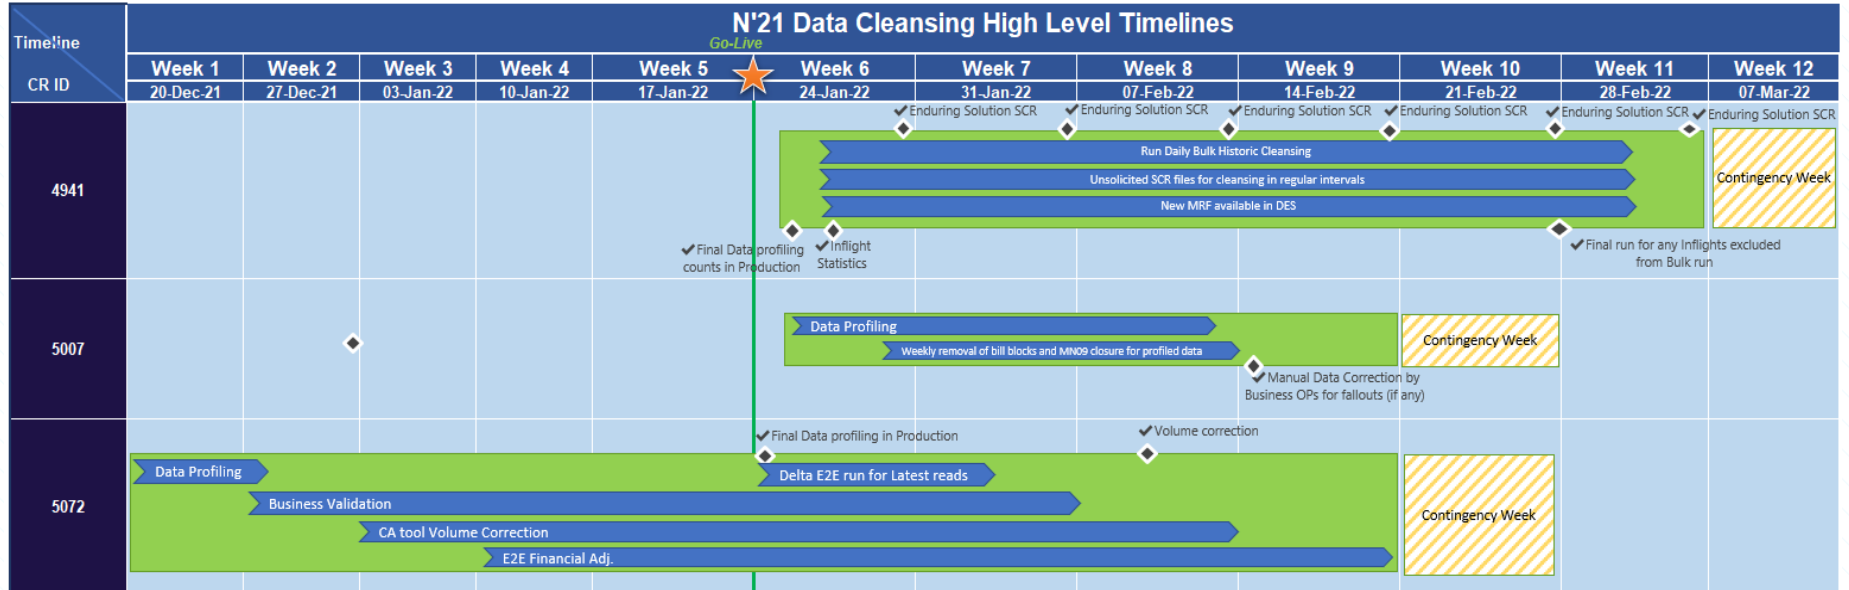 N'21 Data Cleansing High Level Timelines
Timeline
Go-Live
CR ID
Week 1
Week 2
Week 3
Week 4
Week 5
Week 6
Week 7
Week 8
Week 9
Week 10
Week 11
Week 12
20-Dec-21
27-Dec-21
03-Jan-22
10-Jan-22
17-Jan-22
24-Jan-22
31-Jan-22
07-Feb-22
14-Feb-22
21-Feb-22
28-Feb-22
07-Mar-22
4941
Enduring Solution SCR
Enduring Solution SCR
Enduring Solution SCR
Enduring Solution SCR
Enduring Solution SCR
Enduring Solution SCR
Run Daily Bulk Historic Cleansing
Unsolicited SCR files for cleansing in regular intervals
New MRF available in DES
Contingency Week
Final Data profiling
counts in Production
Inflight
Statistics
Final run for any Inflights excluded
from Bulk run
5007
Data Profiling
Weekly removal of bill blocks and MN09 closure for profiled data
Contingency Week
Manual Data Correction by
Business OPs for fallouts (if any)
5072
Final Data profiling in Production
Volume correction
Data Profiling
Delta E2E run for Latest reads
Business Validation
CA tool Volume Correction
E2E Financial Adj.
Contingency Week